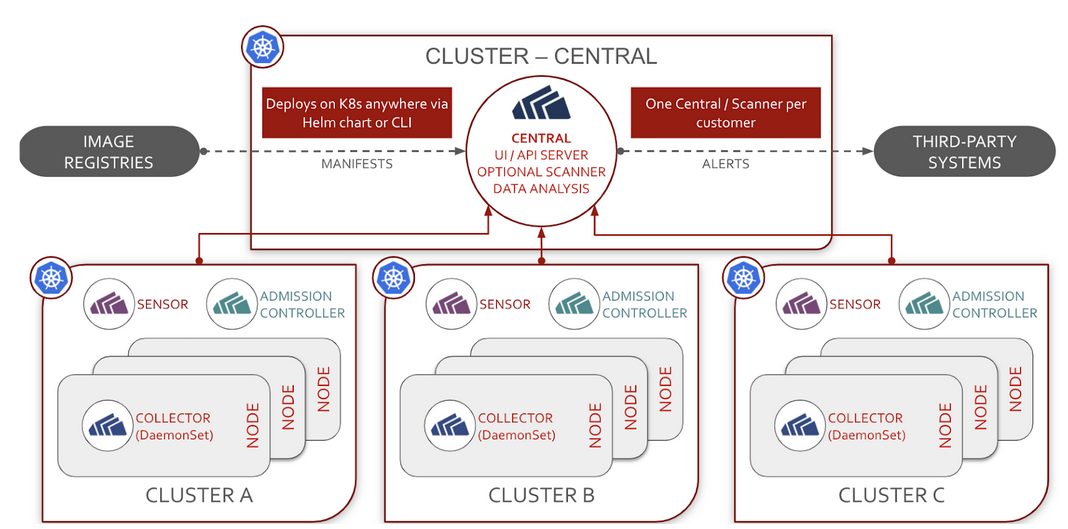 CLUSTER – CENTRAL
Deploys on K8s anywhere via
Helm chart or CLI
One Central / Scanner per
customer
IMAGE
REGISTRIES
MANIFESTS
CENTRAL
UI / API SERVER
OPTIONAL SCANNER
DATA ANALYSIS
ALERTS
THIRD-PARTY
SYSTEMS
SENSOR
ADMISSION
CONTROLLER
COLLECTOR
(DaemonSet)
NODE
NODE
NODE
CLUSTER A
SENSOR
ADMISSION
CONTROLLER
COLLECTOR
(DaemonSet)
NODE
NODE
NODE
CLUSTER B
SENSOR
ADMISSION
CONTROLLER
COLLECTOR
(DaemonSet)
NODE
NODE
NODE
CLUSTER C